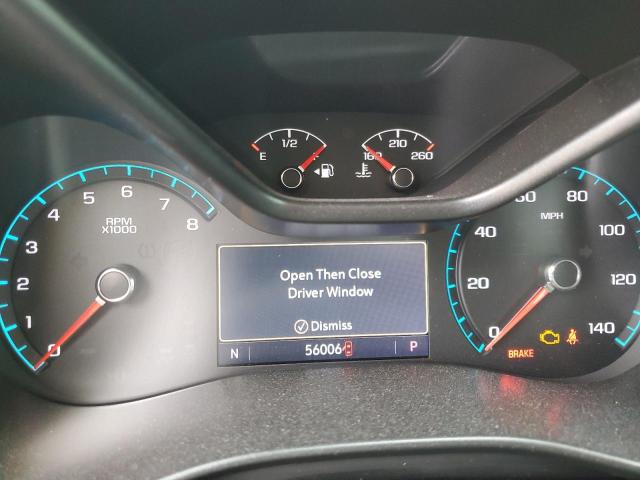 E 1/2
210
160 260
5 6 7
4 8
RPM
X1000
3
2
1
0
Open Then Close
Driver Window
Dismiss
N 56006 P
80
MPH
100
40
20 120
0 140
BRAKE